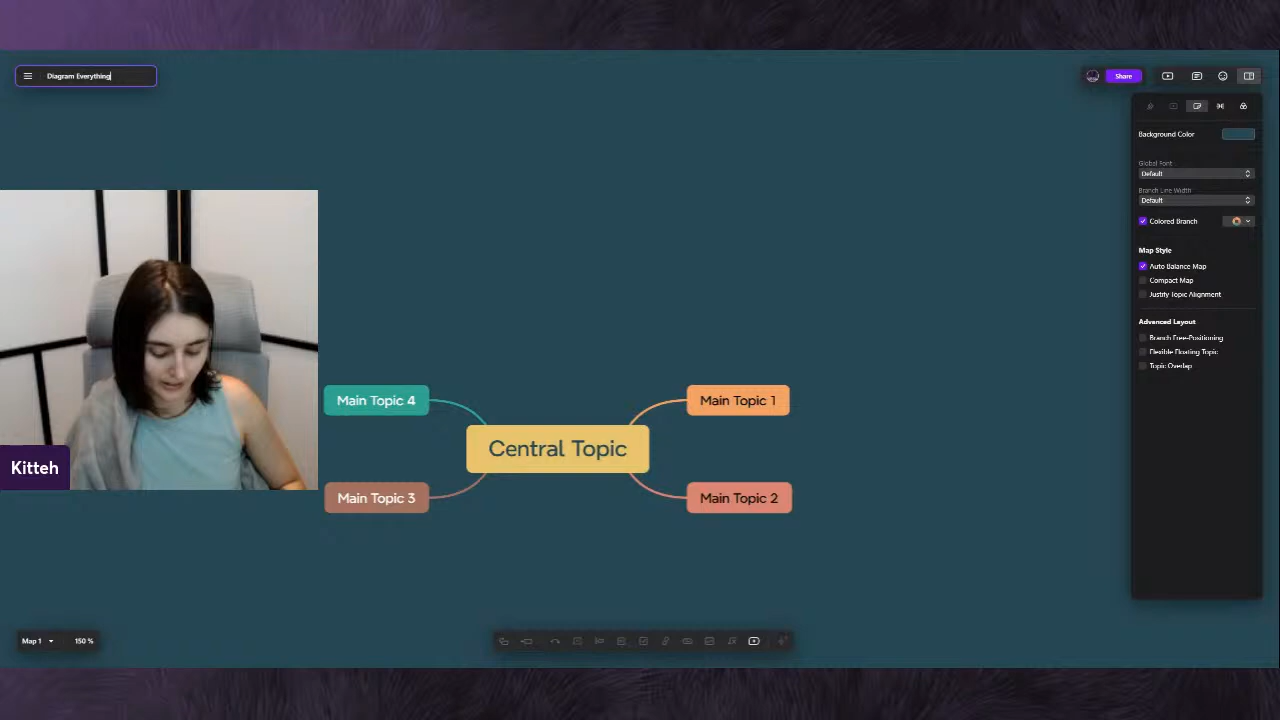 Diagram Everything
Share
Background Color
Global Font
Default
Branch Line Width
Default
Colored Branch
Map Style
Auto Balance Map
Compact Map
Justify Topic Alignment
Advanced Layout
Branch Free-Positioning
Flexible Floating Topic
Topic Overlap
Main Topic 4
Main Topic 1
Central Topic
Kitteh
Main Topic 3
Main Topic 2
Map 1
150 %